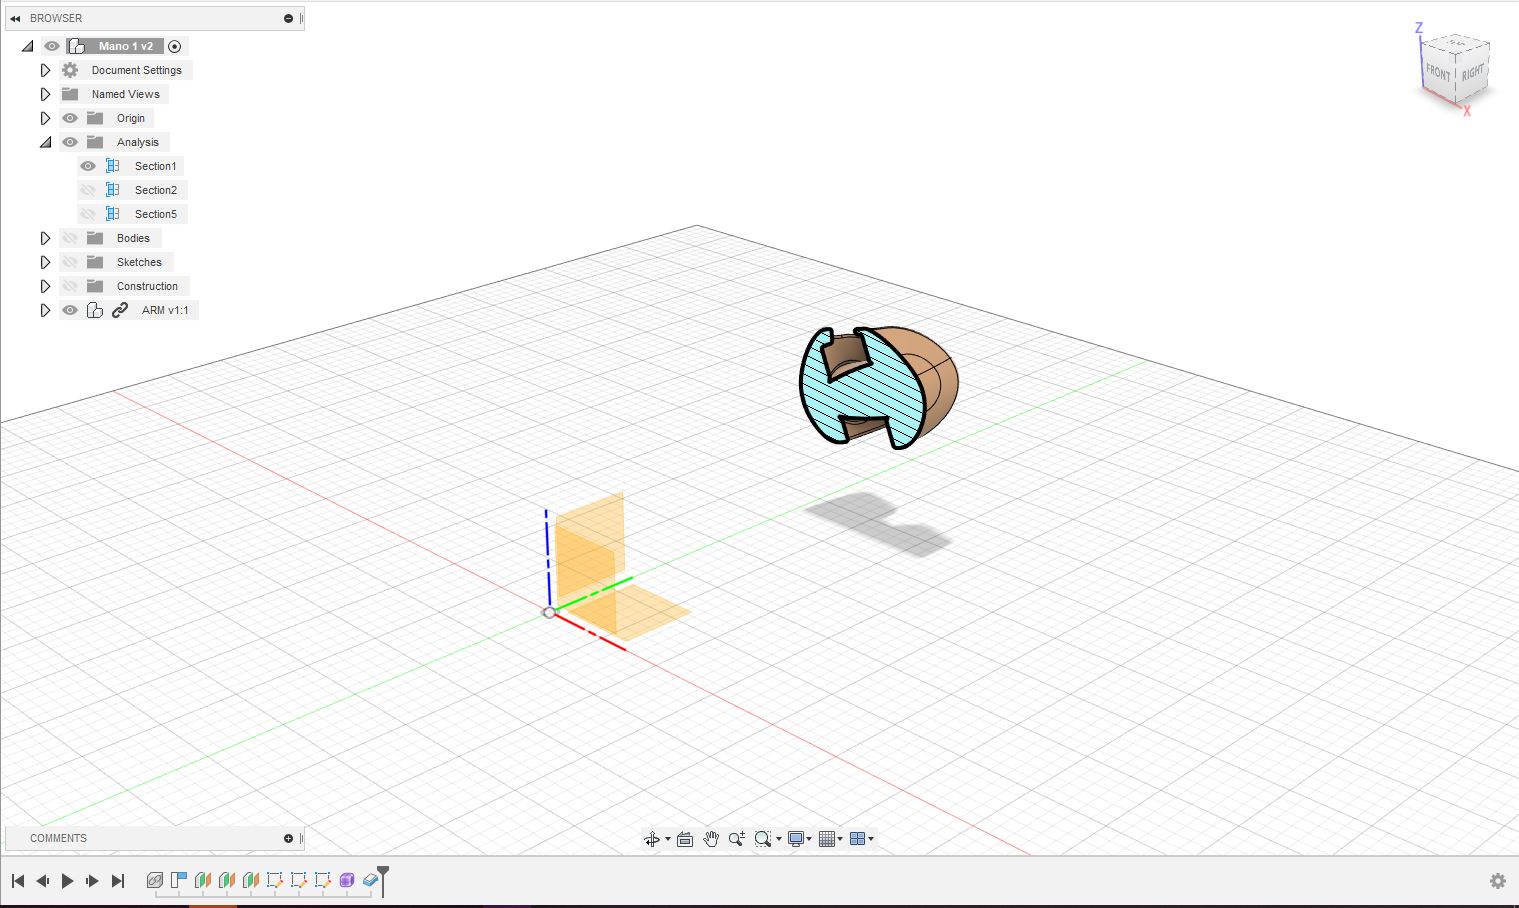 BROWSER
Mano 1 v2
Document Settings
Named Views
Origin
Analysis
Section1
Section2
Section5
Bodies
Sketches
Construction
ARM v1:1
Z
FRONT
RIGHT
X
COMMENTS